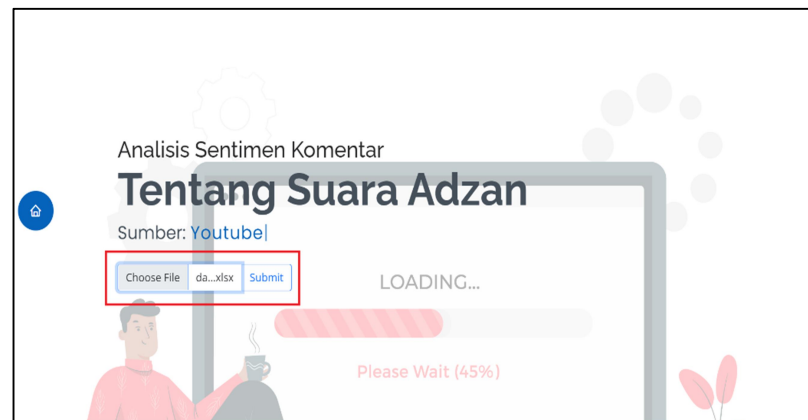 Analisis Sentimen Komentar
Tentang Suara Adzan
Sumber: Youtube|
Choose File da...xlsx Submit
LOADING...
Please Wait (45%)